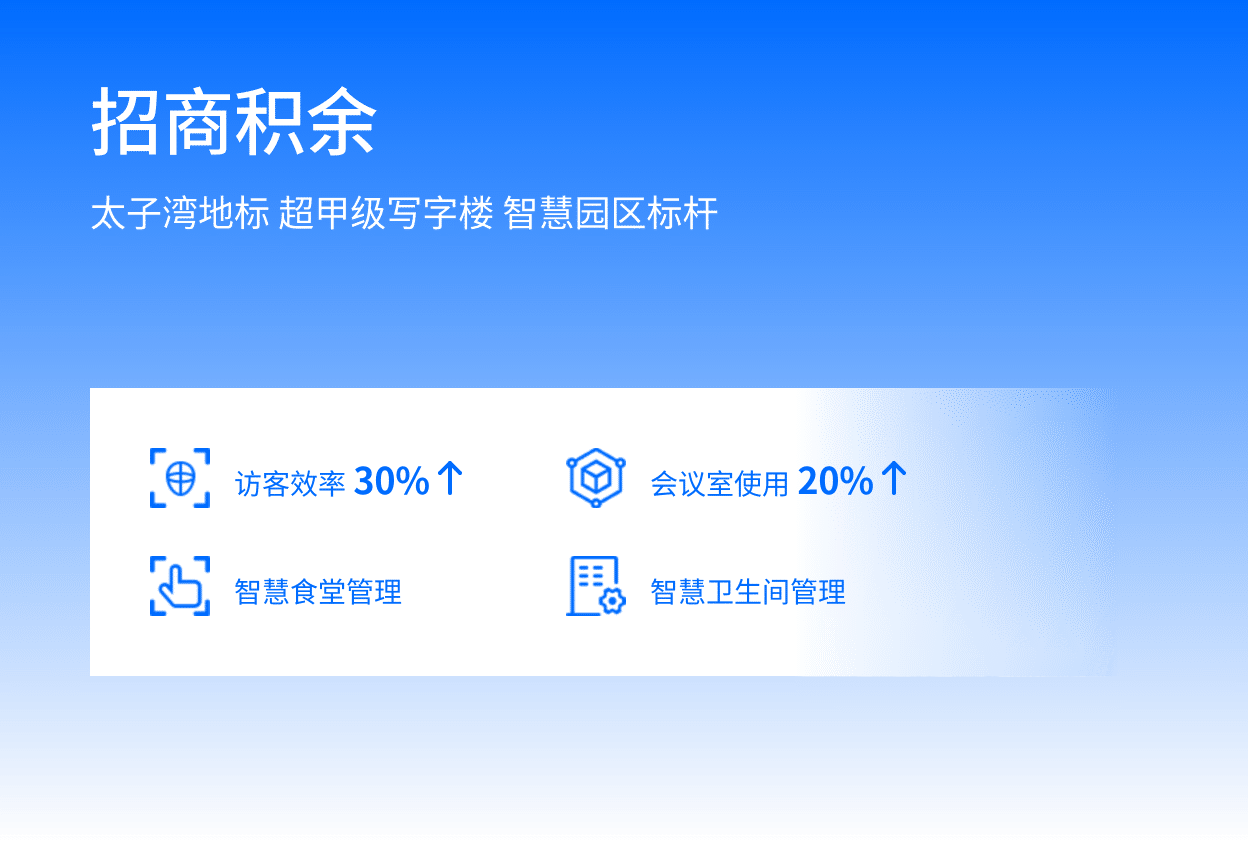 招商积余
太子湾地标 超甲级写字楼 智慧园区标杆
访客效率 30%↑
会议室使用 20%↑
智慧食堂管理
智慧卫生间管理